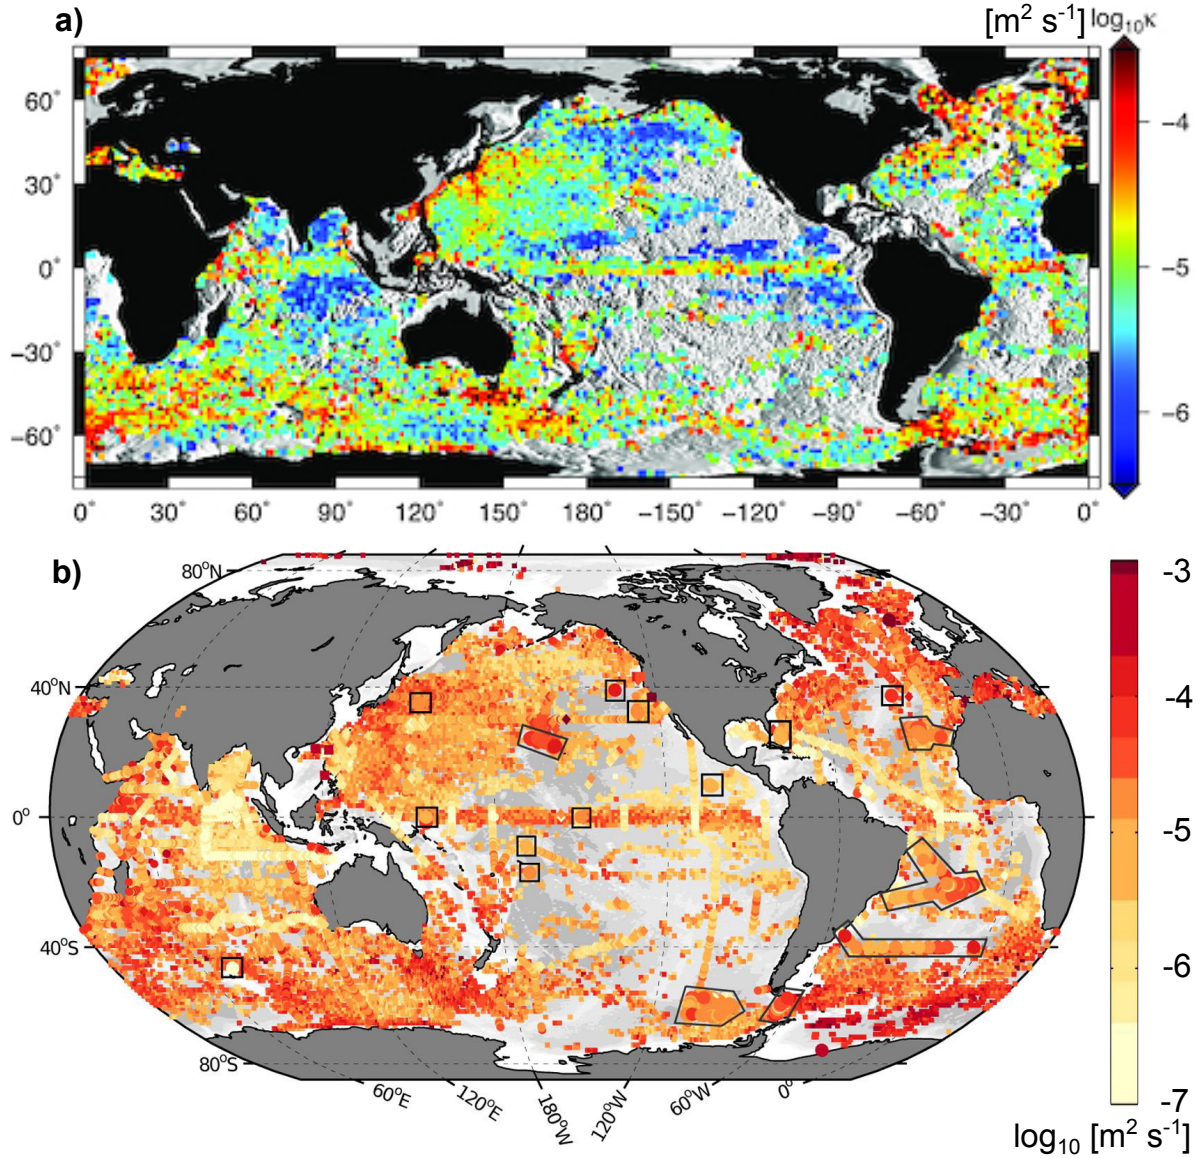 a) [m² s⁻¹] log₁₀κ
60°
30°
0°
−30°
−60°
−4
−5
−6
0° 30° 60° 90° 120° 150° 180° −150° −120° −90° −60° −30° 0°
b)
80°N
40°N
0°
40°S
80°S
60°E 120°E 180°W 120°W 60°W 0°
-3
-4
-5
-6
-7
log₁₀ [m² s⁻¹]